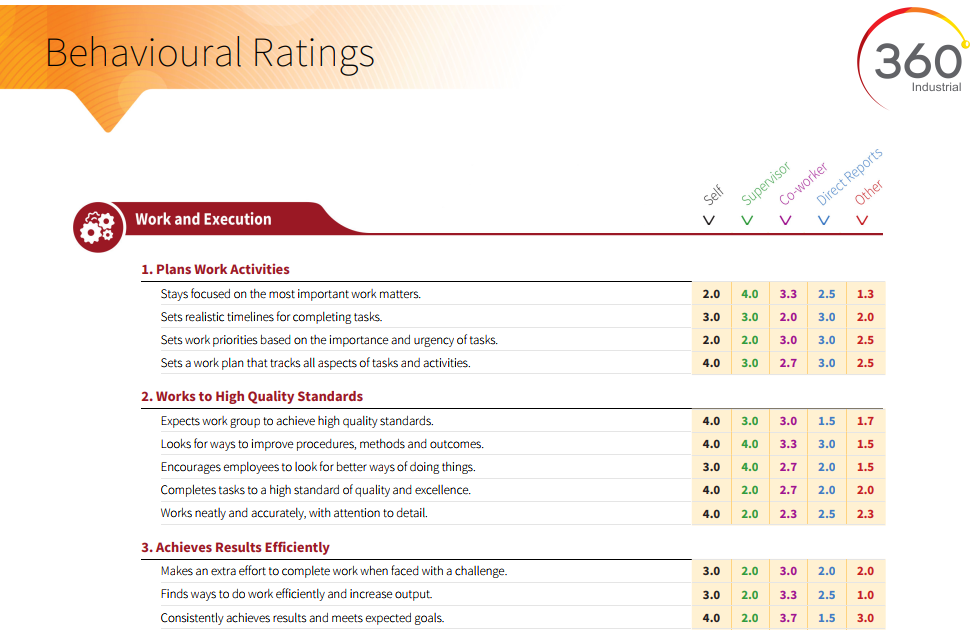 Behavioural Ratings
360
Industrial
Self
Supervisor
Co-worker
Direct Reports
Other
Work and Execution
1. Plans Work Activities
Stays focused on the most important work matters. 2.0 4.0 3.3 2.5 1.3
Sets realistic timelines for completing tasks. 3.0 3.0 2.0 3.0 2.0
Sets work priorities based on the importance and urgency of tasks. 2.0 2.0 3.0 3.0 2.5
Sets a work plan that tracks all aspects of tasks and activities. 4.0 3.0 2.7 3.0 2.5
2. Works to High Quality Standards
Expects work group to achieve high quality standards. 4.0 3.0 3.0 1.5 1.7
Looks for ways to improve procedures, methods and outcomes. 4.0 4.0 3.3 3.0 1.5
Encourages employees to look for better ways of doing things. 3.0 4.0 2.7 2.0 1.5
Completes tasks to a high standard of quality and excellence. 4.0 2.0 2.7 2.0 2.0
Works neatly and accurately, with attention to detail. 4.0 2.0 2.3 2.5 2.3
3. Achieves Results Efficiently
Makes an extra effort to complete work when faced with a challenge. 3.0 2.0 3.0 2.0 2.0
Finds ways to do work efficiently and increase output. 3.0 2.0 3.3 2.5 1.0
Consistently achieves results and meets expected goals. 4.0 2.0 3.7 1.5 3.0